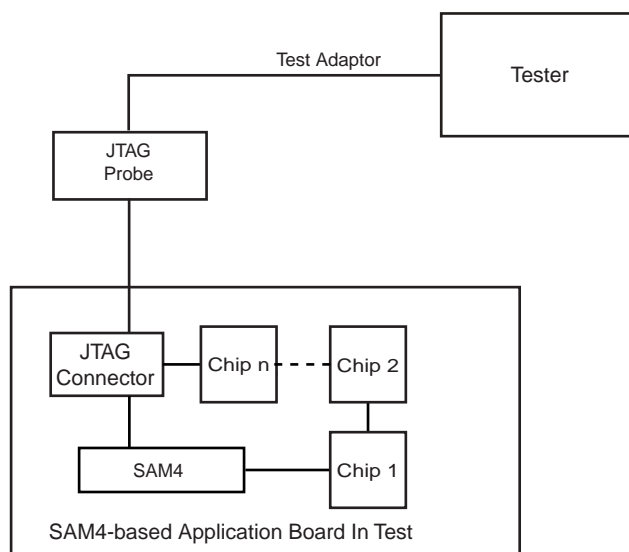 Test Adaptor
Tester
JTAG
Probe
JTAG
Connector
Chip n
Chip 2
SAM4
Chip 1
SAM4-based Application Board In Test